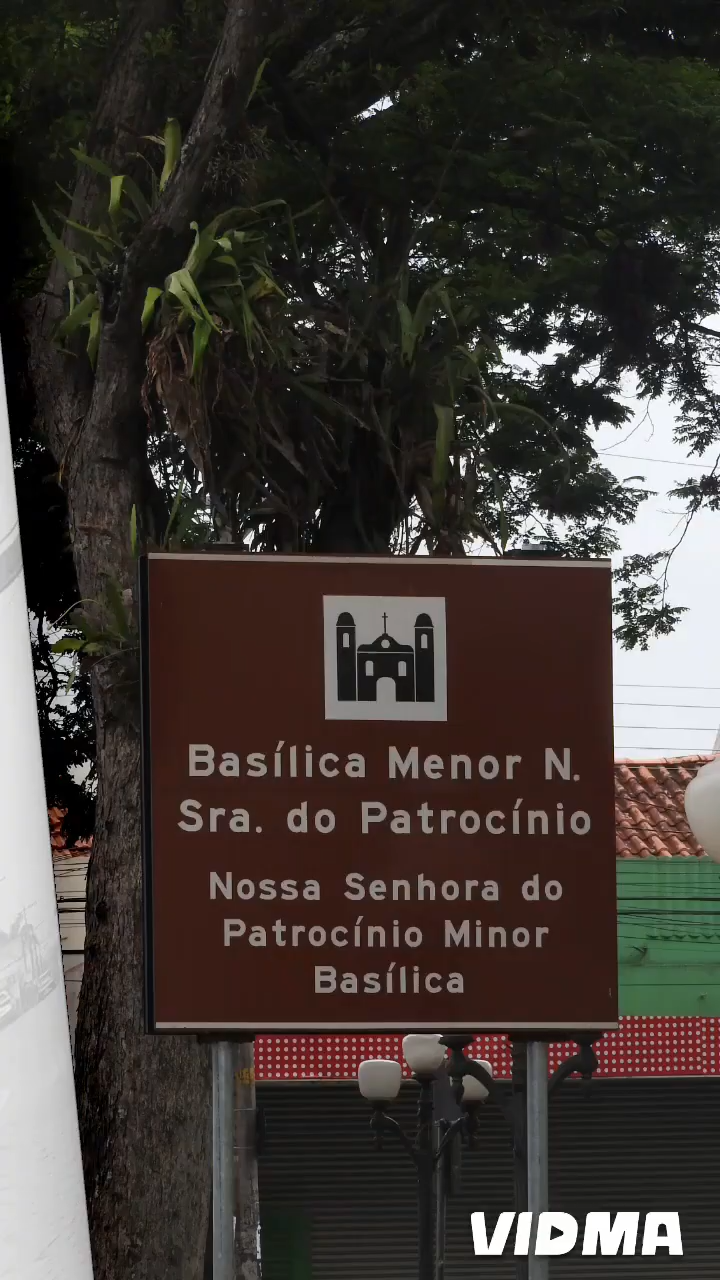 Basílica Menor N.
Sra. do Patrocínio
Nossa Senhora do
Patrocínio Minor
Basílica
VIDMA